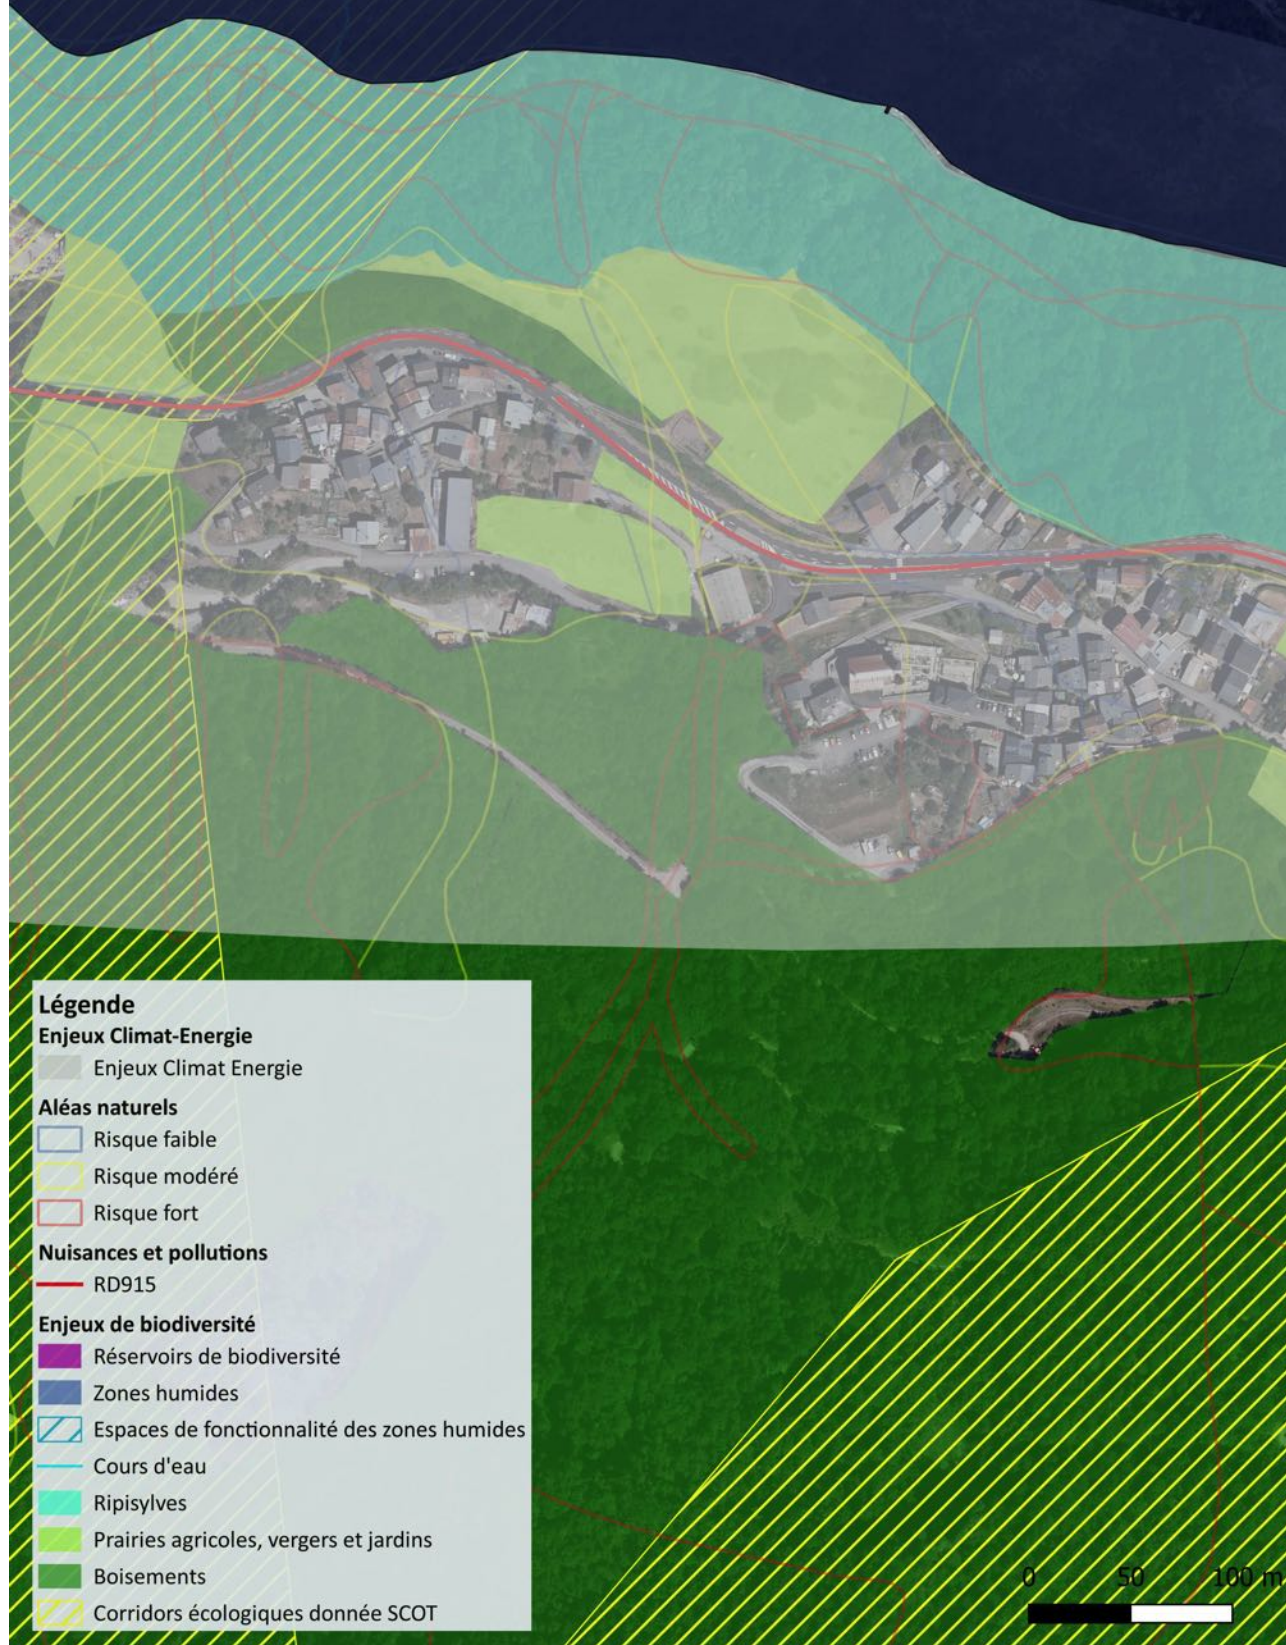 Légende
Enjeux Climat-Energie
Enjeux Climat Energie
Aléas naturels
Risque faible
Risque modéré
Risque fort
Nuisances et pollutions
RD915
Enjeux de biodiversité
Réservoirs de biodiversité
Zones humides
Espaces de fonctionnalité des zones humides
Cours d'eau
Ripisylves
Prairies agricoles, vergers et jardins
Boisements
Corridors écologiques donnée SCOT
0 50 100 m